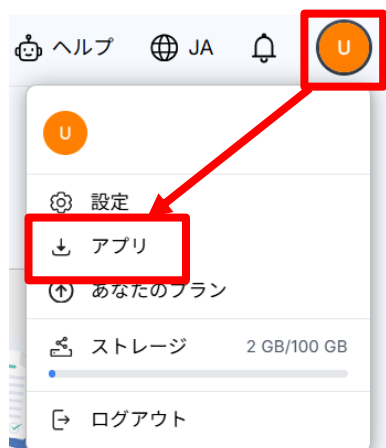 ヘルプ JA U
U
設定
アプリ
あなたのプラン
ストレージ 2 GB/100 GB
ログアウト